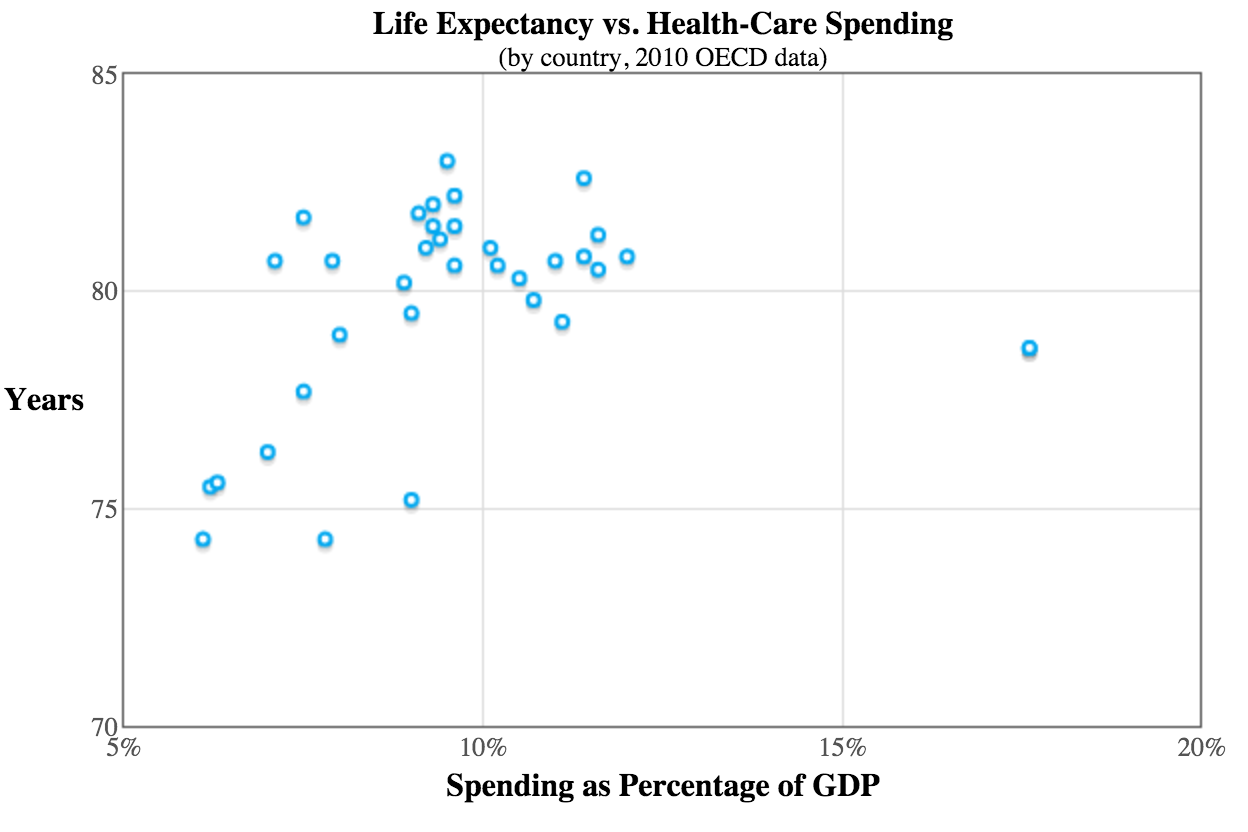 Life Expectancy vs. Health-Care Spending
(by country, 2010 OECD data)
85
80
Years
75
70
5%
10%
15%
20%
Spending as Percentage of GDP